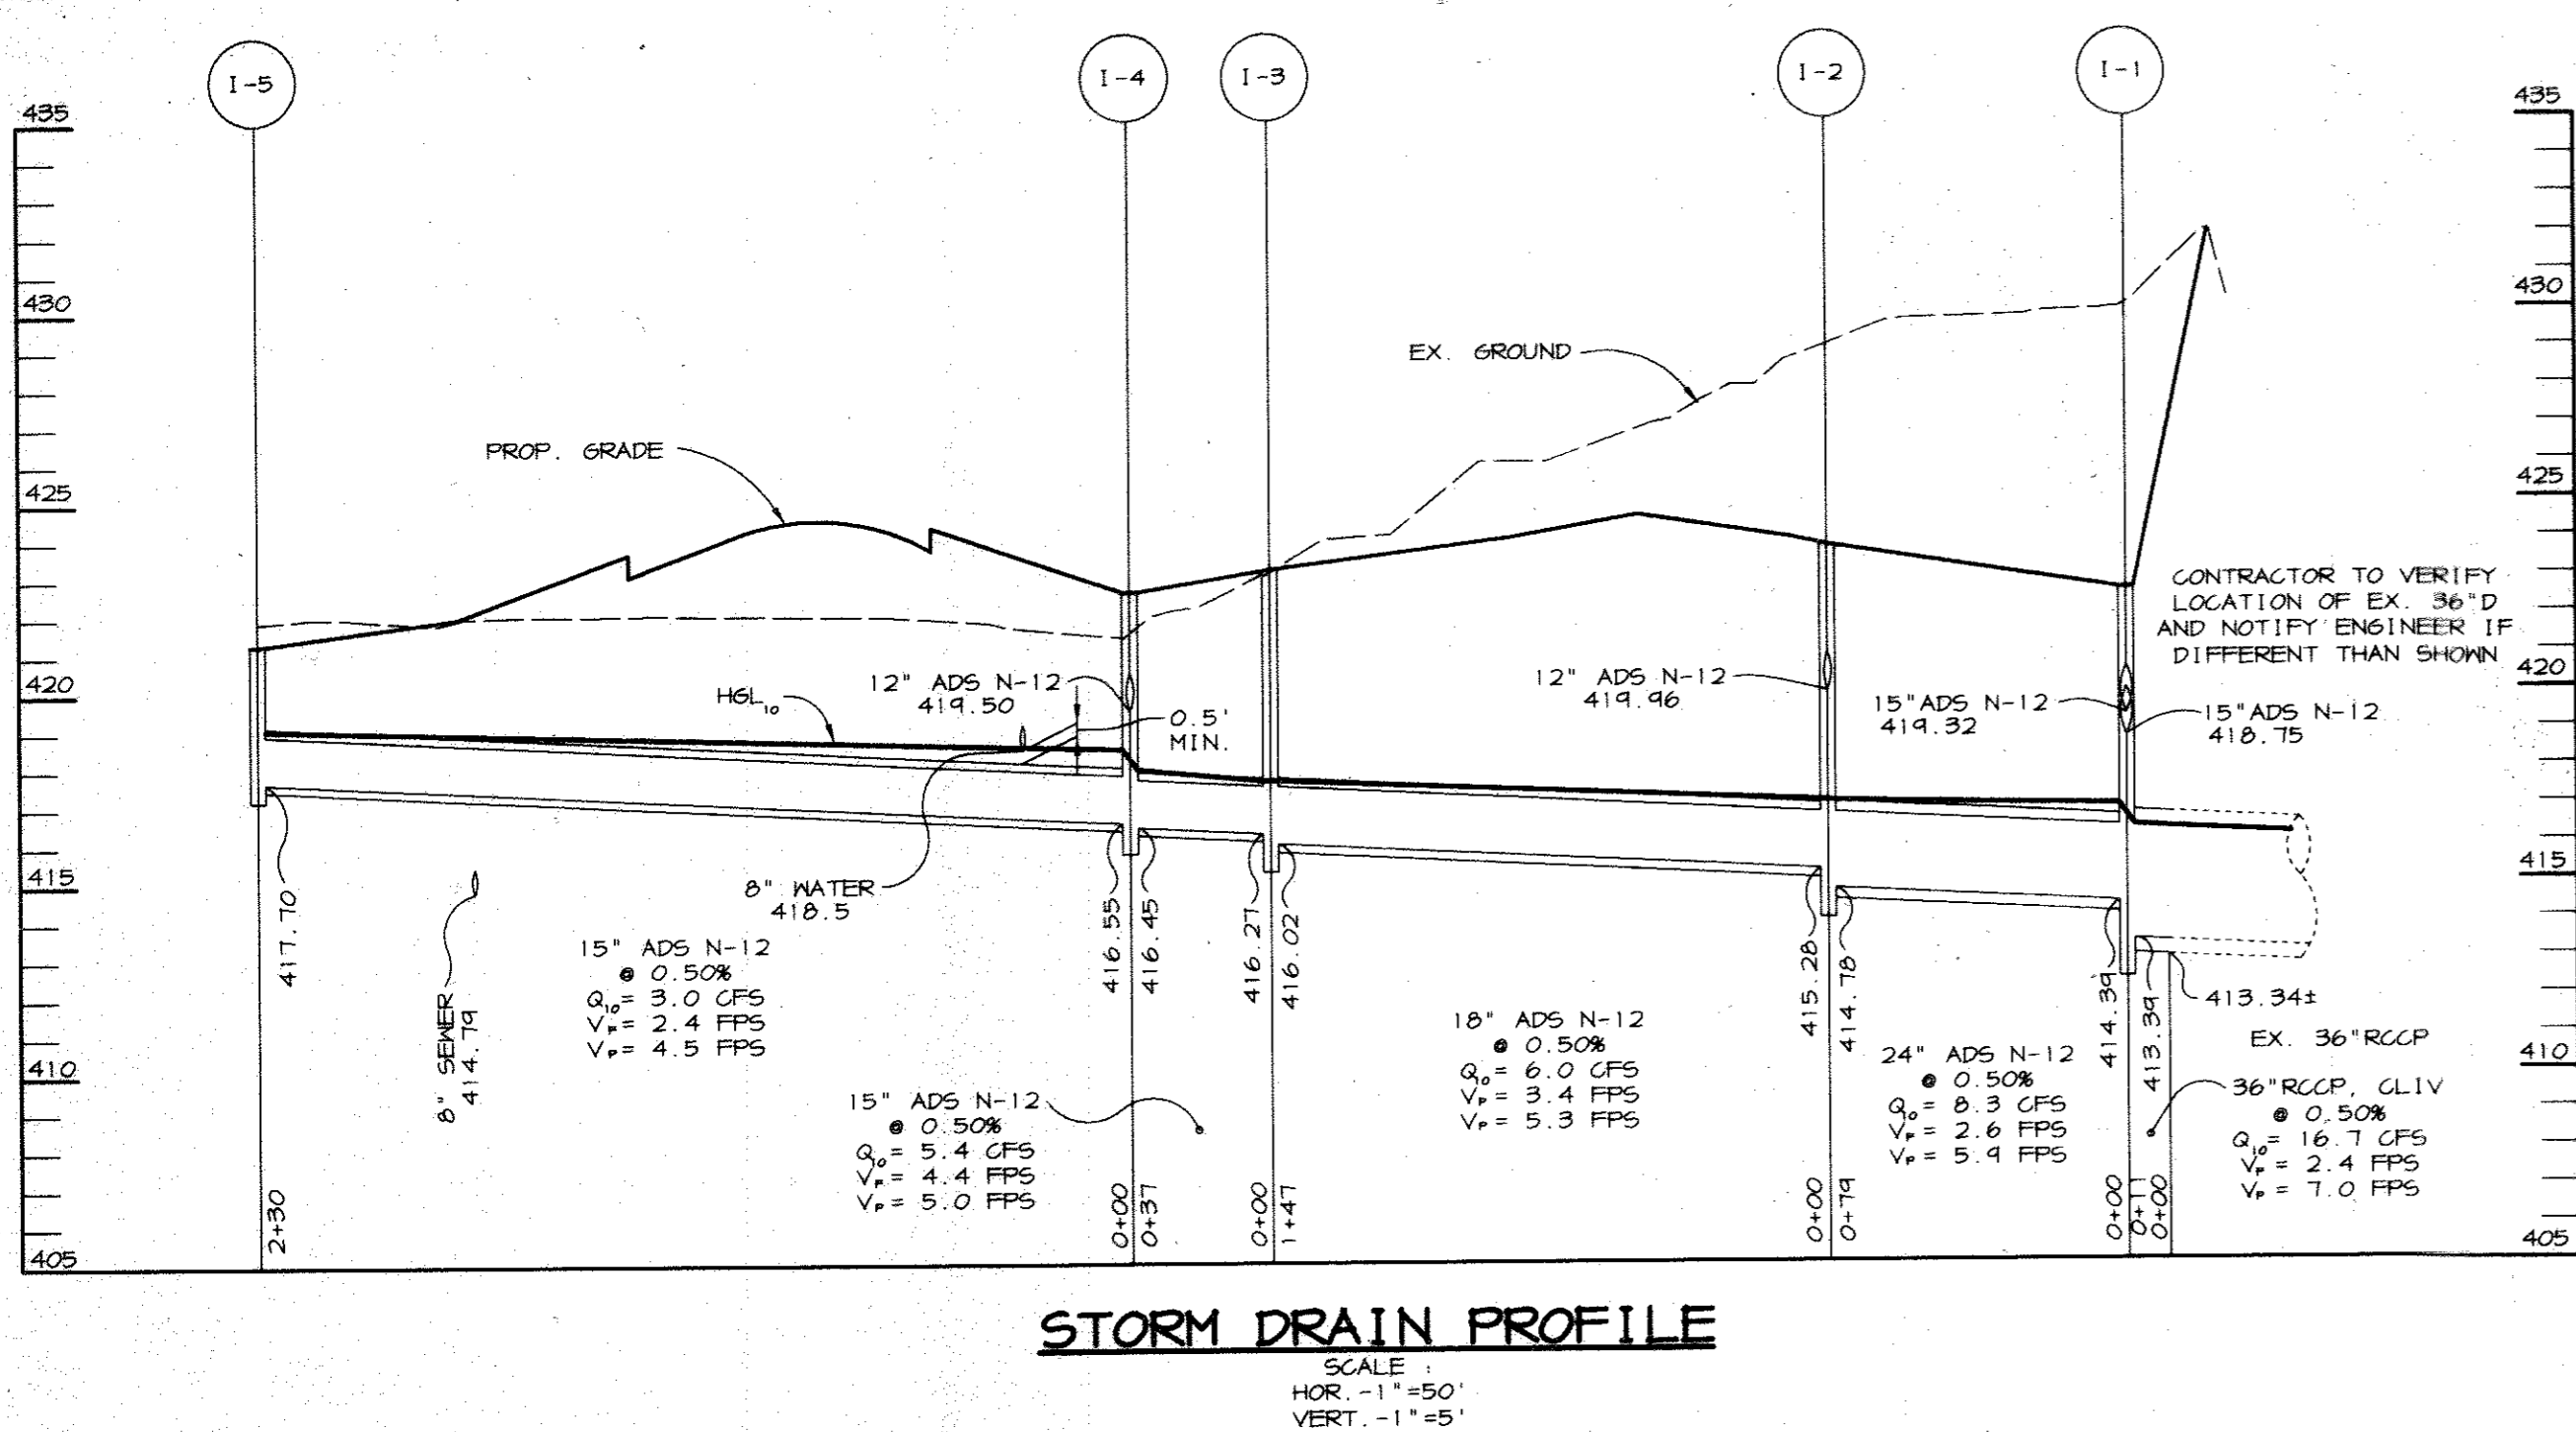 I-5
I-4
I-3
I-2
I-1
435
435
430
430
EX. GROUND
PROP. GRADE
425
425
CONTRACTOR TO VERIFY
LOCATION OF EX. 36"D
AND NOTIFY ENGINEER IF
DIFFERENT THAN SHOWN
420
420
HGL10
12" ADS N-12
419.50
0.5'
MIN.
12" ADS N-12
419.96
15"ADS N-12
419.32
15"ADS N-12
418.75
415
415
8" WATER
418.5
417.70
8" SEWER
414.79
416.55
416.45
416.27
416.02
415.28
414.78
414.39
413.39
413.34±
EX. 36"RCCP
15" ADS N-12
@ 0.50%
Q10= 3.0 CFS
VF= 2.4 FPS
VP= 4.5 FPS
15" ADS N-12
@ 0.50%
Q10= 5.4 CFS
VF= 4.4 FPS
VP= 5.0 FPS
18" ADS N-12
@ 0.50%
Q10= 6.0 CFS
VF= 3.4 FPS
VP= 5.3 FPS
24" ADS N-12
@ 0.50%
Q10= 8.3 CFS
VF= 2.6 FPS
VP= 5.9 FPS
36"RCCP, CLIV
@ 0.50%
Q10= 16.7 CFS
VF= 2.4 FPS
VP= 7.0 FPS
410
410
2+30
0+00
0+37
0+00
1+47
0+00
0+79
0+00
0+11
0+00
405
405
STORM DRAIN PROFILE
SCALE :
HOR.-1"=50'
VERT.-1"=5'